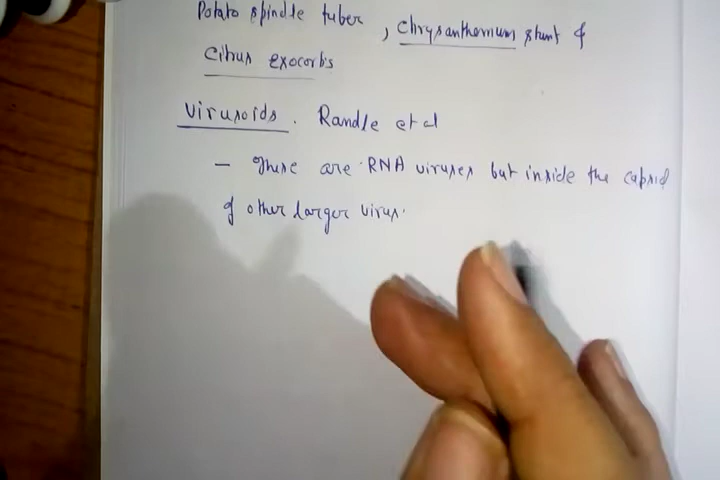 Potato spindle tuber , Chrysanthemum stunt &
Citrus exocorbis
Virusoids . Randle et al
- These are RNA viruses but inside the capsid
of other larger virus.